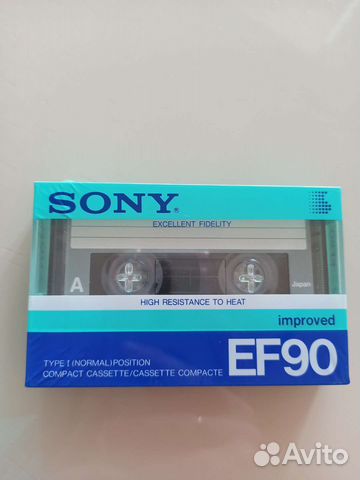 SONY®
EXCELLENT FIDELITY
A
Japan
HIGH RESISTANCE TO HEAT
improved
TYPE I (NORMAL) POSITION
COMPACT CASSETTE/CASSETTE COMPACTE
EF90
Avito